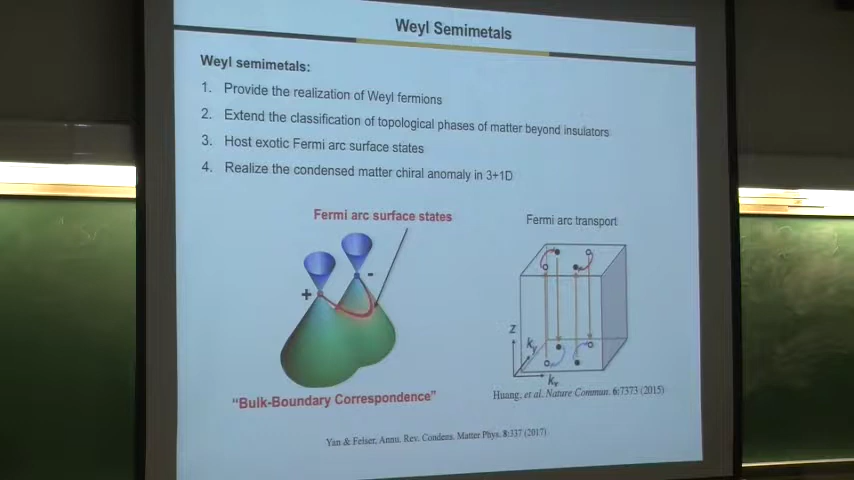 Weyl Semimetals
Weyl semimetals:
1. Provide the realization of Weyl fermions
2. Extend the classification of topological phases of matter beyond insulators
3. Host exotic Fermi arc surface states
4. Realize the condensed matter chiral anomaly in 3+1D
Fermi arc surface states
Fermi arc transport
+
-
z
ky
kx
"Bulk-Boundary Correspondence"
Huang, et al. Nature Commun. 6:7373 (2015)
Yan & Felser, Annu. Rev. Condens. Matter Phys. 8:337 (2017)